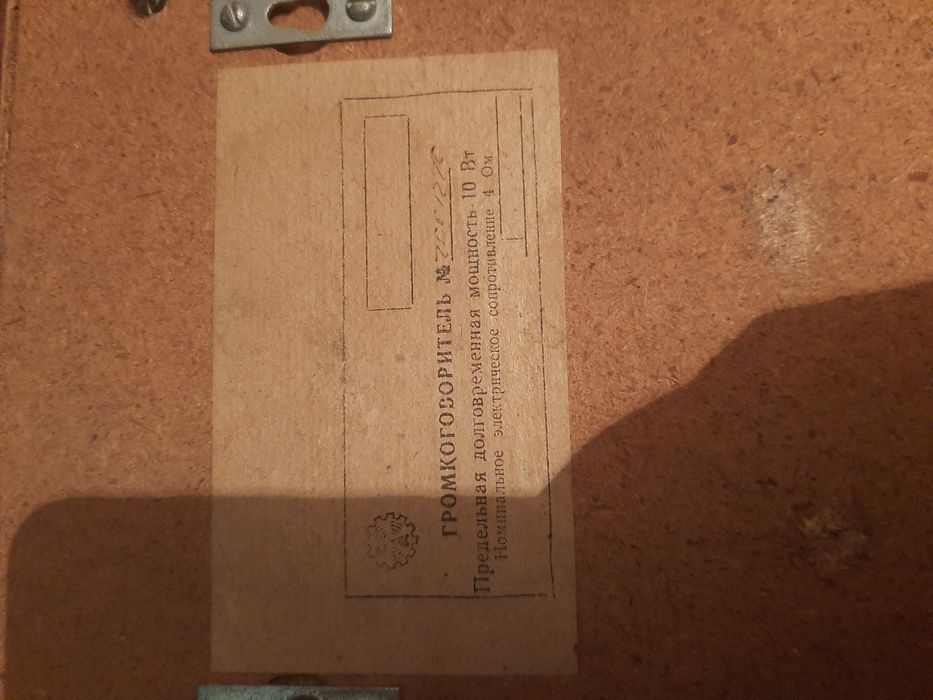 ГРОМКОГОВОРИТЕЛЬ №
Предельная долговременная мощность 10 Вт
Номинальное электрическое сопротивление 4 Ом